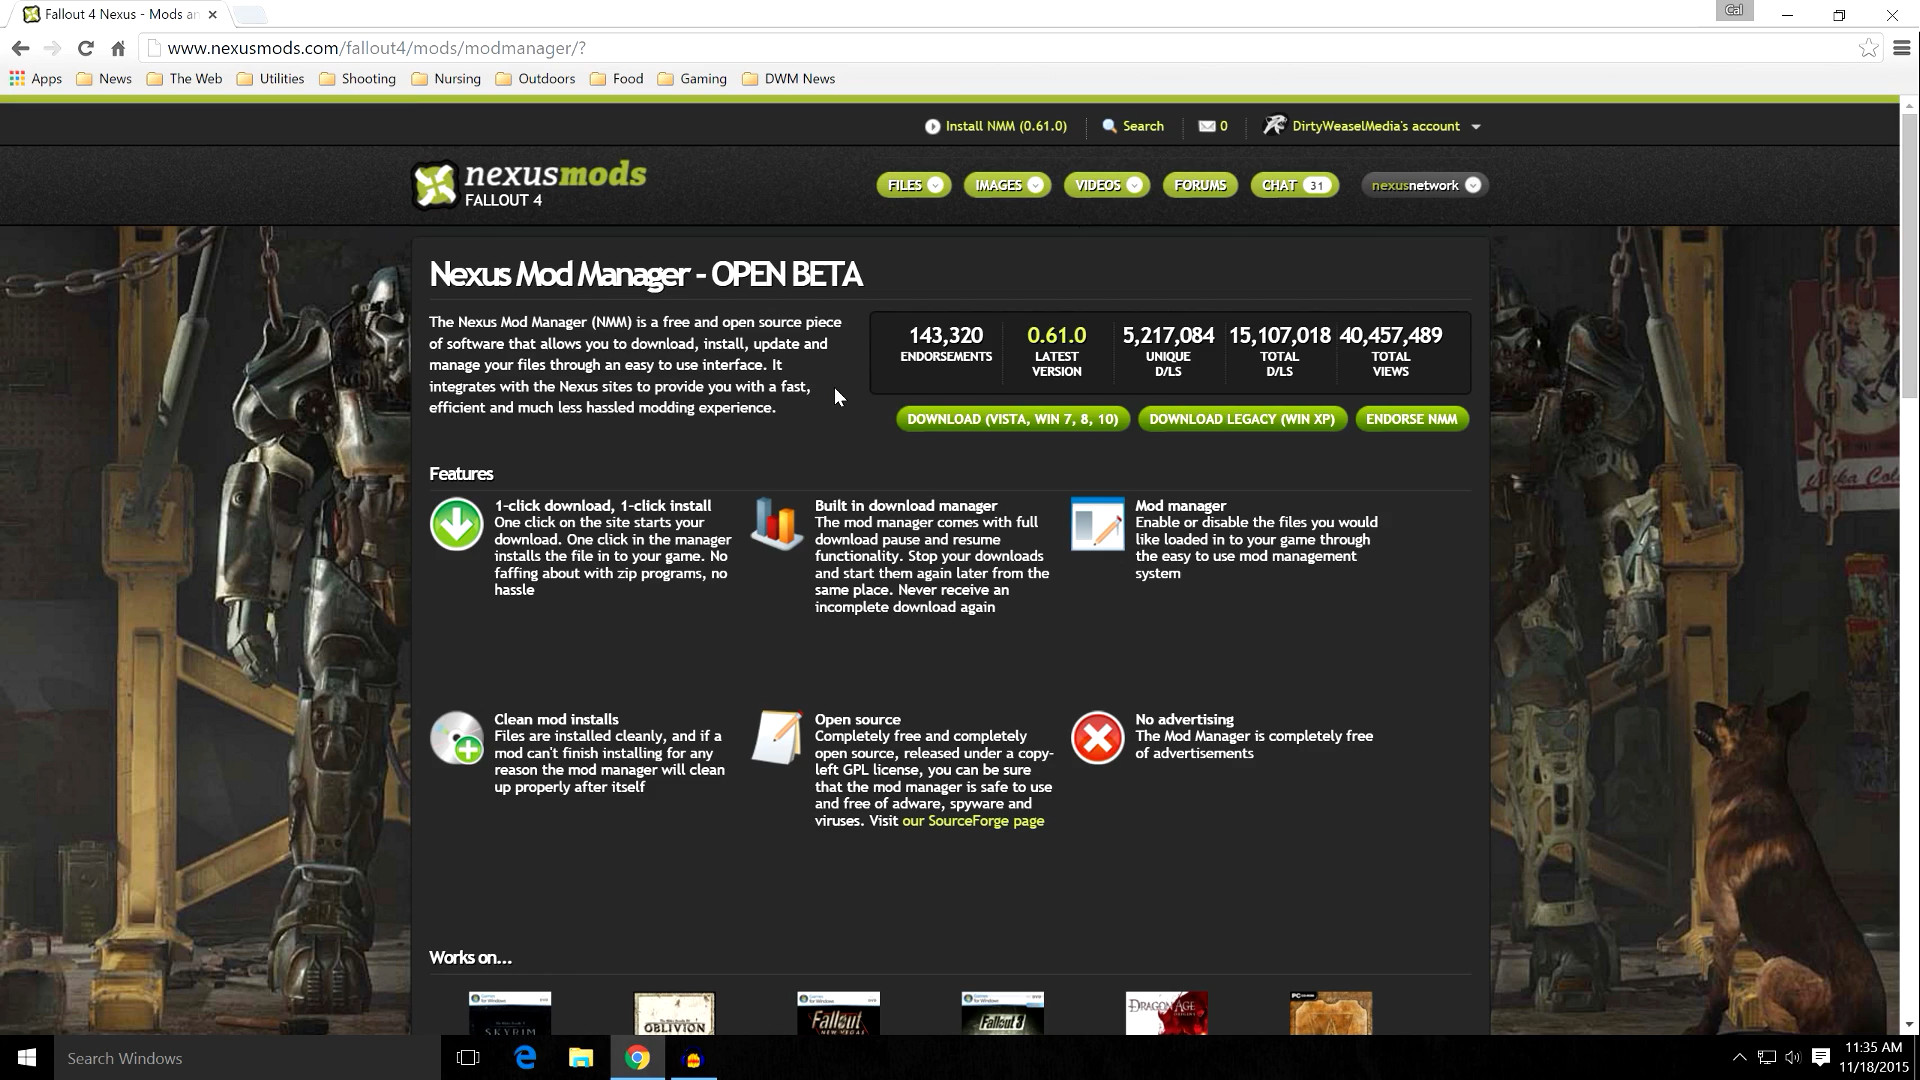 Fallout 4 Nexus - Mods an
Cal
www.nexusmods.com/fallout4/mods/modmanager/?
Apps News The Web Utilities Shooting Nursing Outdoors Food Gaming DWM News
Install NMM (0.61.0) Search 0 DirtyWeaselMedia's account
nexusmods
FALLOUT 4
FILES IMAGES VIDEOS FORUMS CHAT 31 nexusnetwork
Nexus Mod Manager - OPEN BETA
The Nexus Mod Manager (NMM) is a free and open source piece
of software that allows you to download, install, update and
manage your files through an easy to use interface. It
integrates with the Nexus sites to provide you with a fast,
efficient and much less hassled modding experience.
143,320 0.61.0 5,217,084 15,107,018 40,457,489
ENDORSEMENTS LATEST UNIQUE TOTAL TOTAL
VERSION D/LS D/LS VIEWS
DOWNLOAD (VISTA, WIN 7, 8, 10) DOWNLOAD LEGACY (WIN XP) ENDORSE NMM
Features
1-click download, 1-click install
One click on the site starts your
download. One click in the manager
installs the file in to your game. No
faffing about with zip programs, no
hassle
Built in download manager
The mod manager comes with full
download pause and resume
functionality. Stop your downloads
and start them again later from the
same place. Never receive an
incomplete download again
Mod manager
Enable or disable the files you would
like loaded in to your game through
the easy to use mod management
system
Clean mod installs
Files are installed cleanly, and if a
mod can't finish installing for any
reason the mod manager will clean
up properly after itself
Open source
Completely free and completely
open source, released under a copy-
left GPL license, you can be sure
that the mod manager is safe to use
and free of adware, spyware and
viruses. Visit our SourceForge page
No advertising
The Mod Manager is completely free
of advertisements
Works on...
SKYRIM
OBLIVION
Fallout
NEW VEGAS
Fallout 3
DRAGON AGE
Search Windows
11:35 AM
11/18/2015